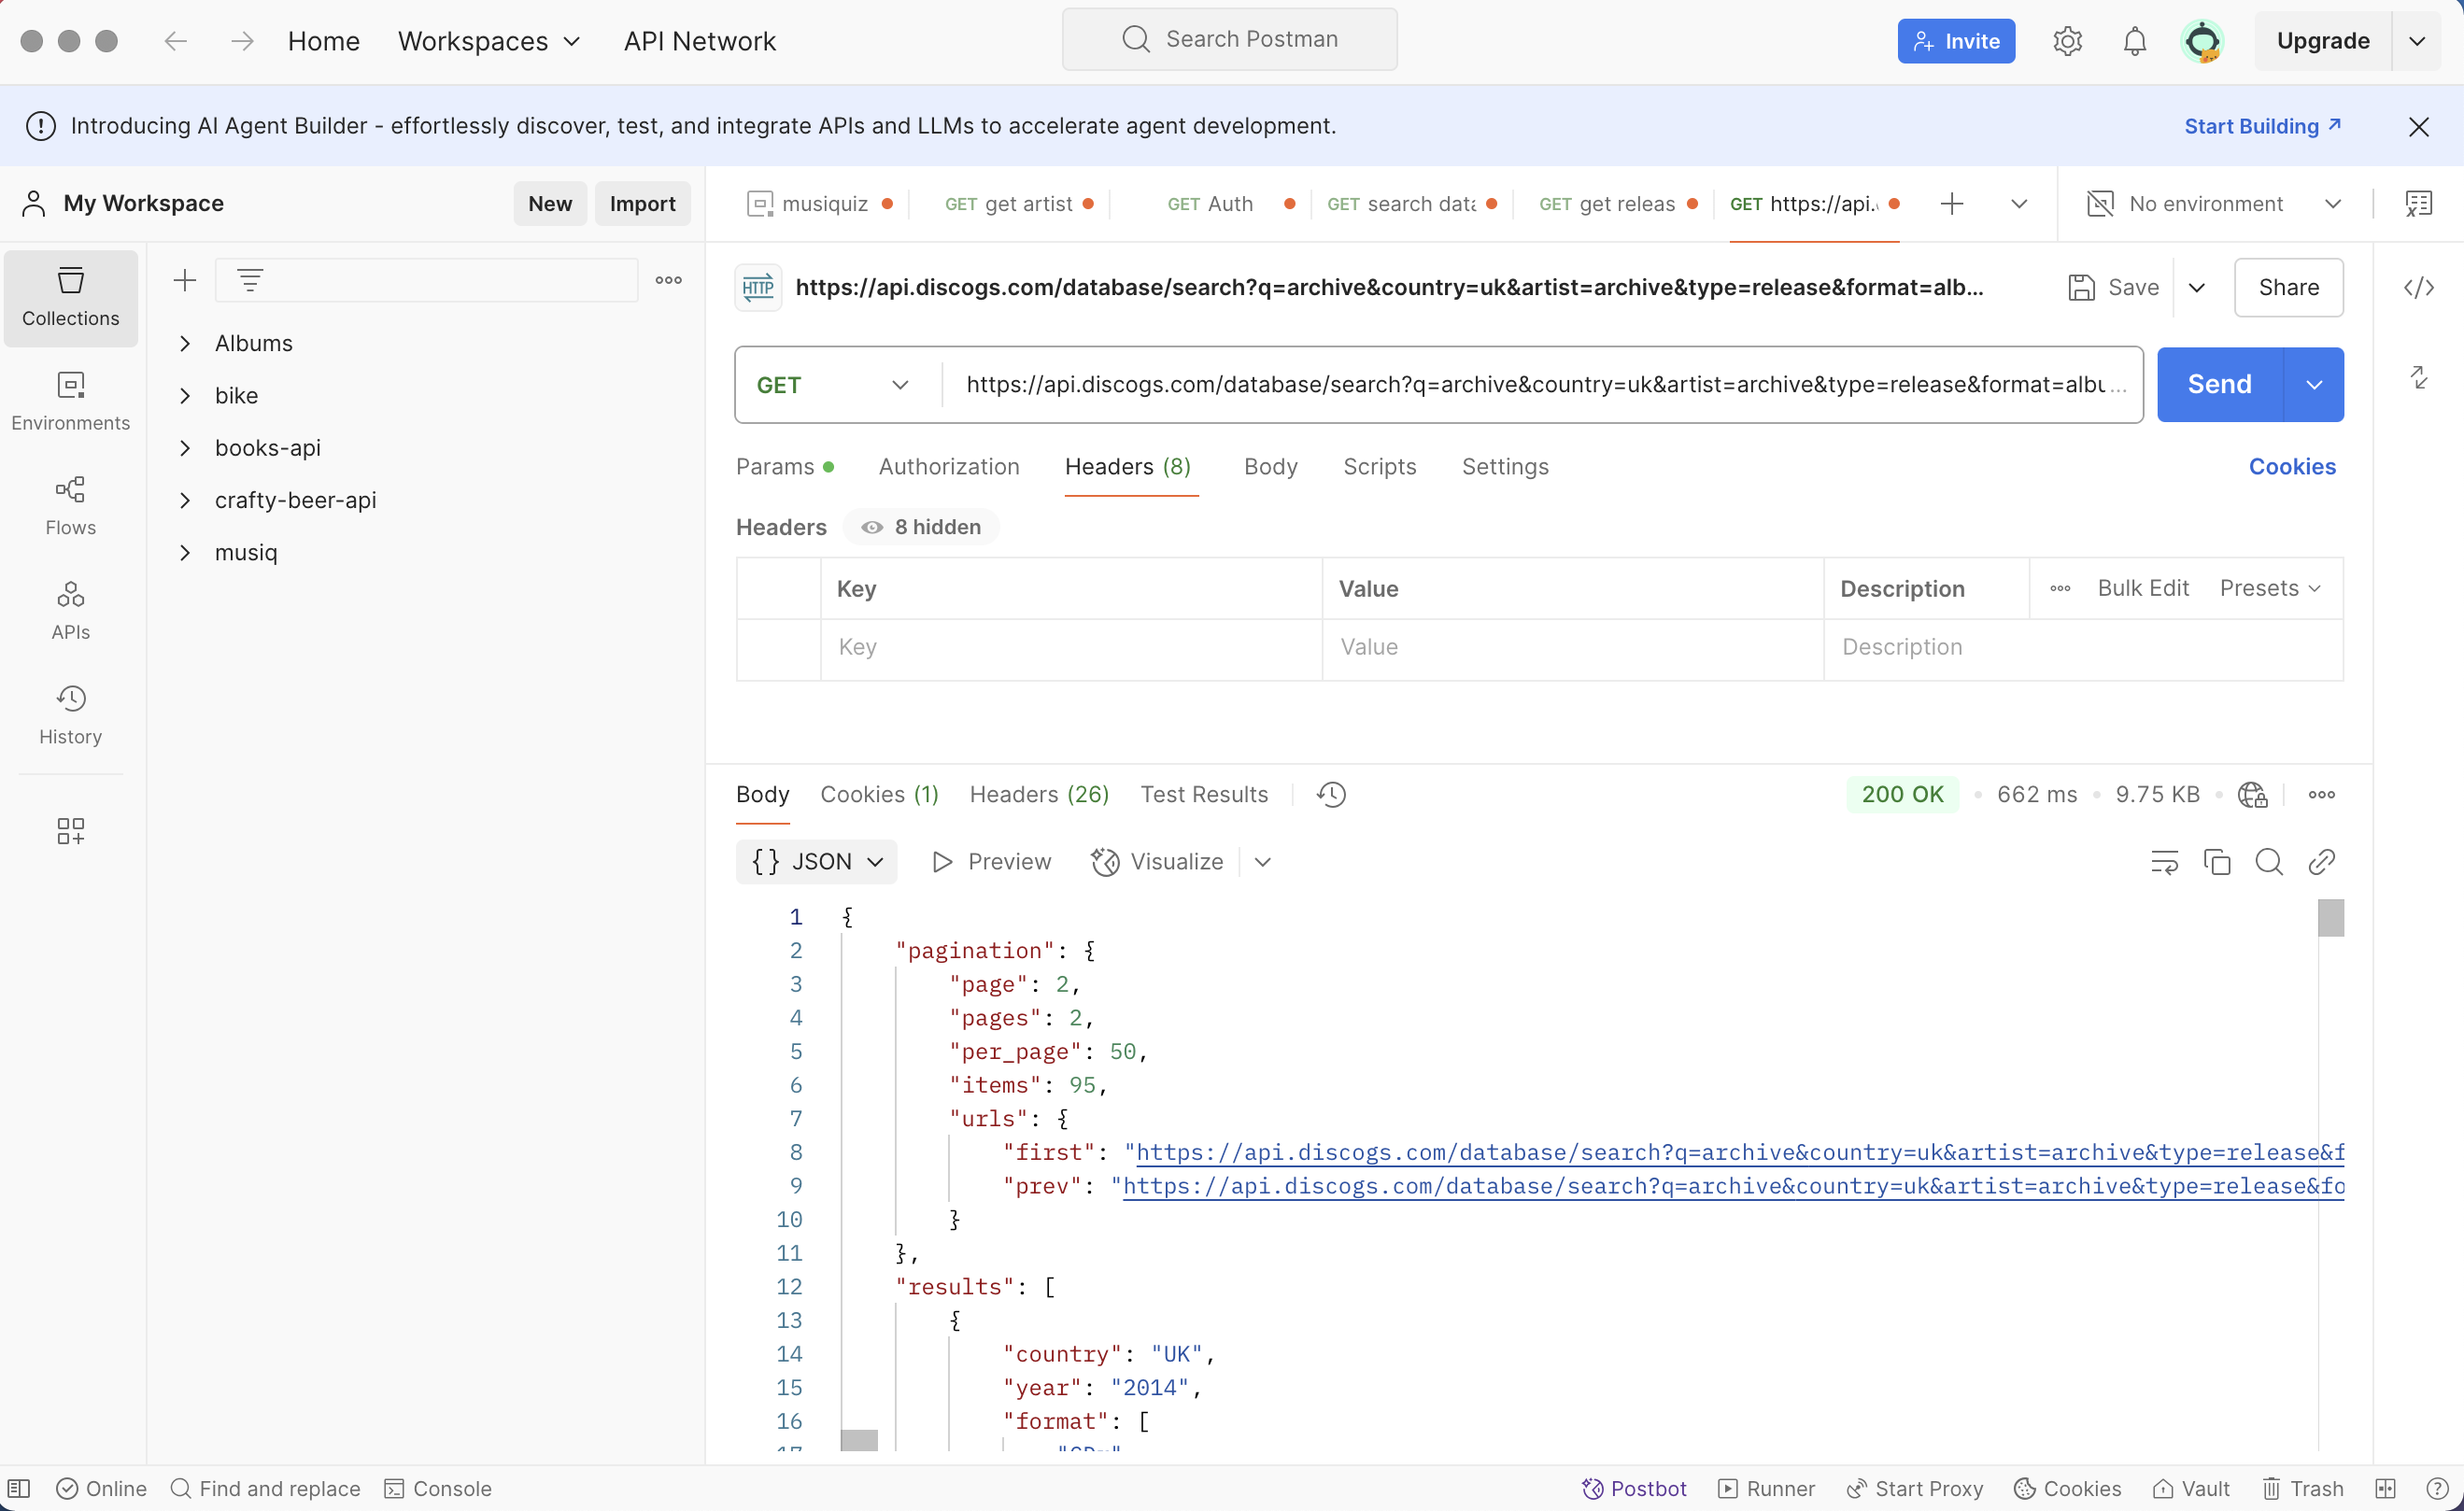 Home Workspaces API Network Search Postman Invite Upgrade
Introducing AI Agent Builder - effortlessly discover, test, and integrate APIs and LLMs to accelerate agent development. Start Building
My Workspace New Import
musiquiz GET get artist GET Auth GET search data GET get releas GET https://api. No environment
Collections
Environments
Flows
APIs
History
Albums
bike
books-api
crafty-beer-api
musiq
HTTP https://api.discogs.com/database/search?q=archive&country=uk&artist=archive&type=release&format=alb... Save Share
GET https://api.discogs.com/database/search?q=archive&country=uk&artist=archive&type=release&format=albu... Send
Params Authorization Headers (8) Body Scripts Settings Cookies
Headers 8 hidden
Key Value Description Bulk Edit Presets
Key Value Description
Body Cookies (1) Headers (26) Test Results 200 OK 662 ms 9.75 KB
{} JSON Preview Visualize
1 {
2 "pagination": {
3 "page": 2,
4 "pages": 2,
5 "per_page": 50,
6 "items": 95,
7 "urls": {
8 "first": "https://api.discogs.com/database/search?q=archive&country=uk&artist=archive&type=release&f
9 "prev": "https://api.discogs.com/database/search?q=archive&country=uk&artist=archive&type=release&fo
10 }
11 },
12 "results": [
13 {
14 "country": "UK",
15 "year": "2014",
16 "format": [
17
Online Find and replace Console Postbot Runner Start Proxy Cookies Vault Trash